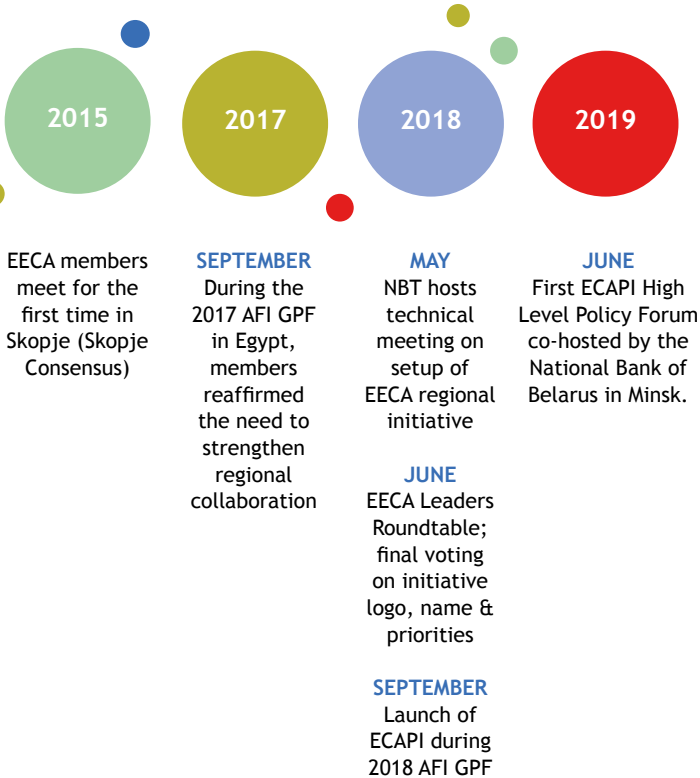 2015
EECA members
meet for the
first time in
Skopje (Skopje
Consensus)
2017
SEPTEMBER
During the
2017 AFI GPF
in Egypt,
members
reaffirmed
the need to
strengthen
regional
collaboration
2018
MAY
NBT hosts
technical
meeting on
setup of
EECA regional
initiative
JUNE
EECA Leaders
Roundtable;
final voting
on initiative
logo, name &
priorities
SEPTEMBER
Launch of
ECAPI during
2018 AFI GPF
2019
JUNE
First ECAPI High
Level Policy Forum
co-hosted by the
National Bank of
Belarus in Minsk.